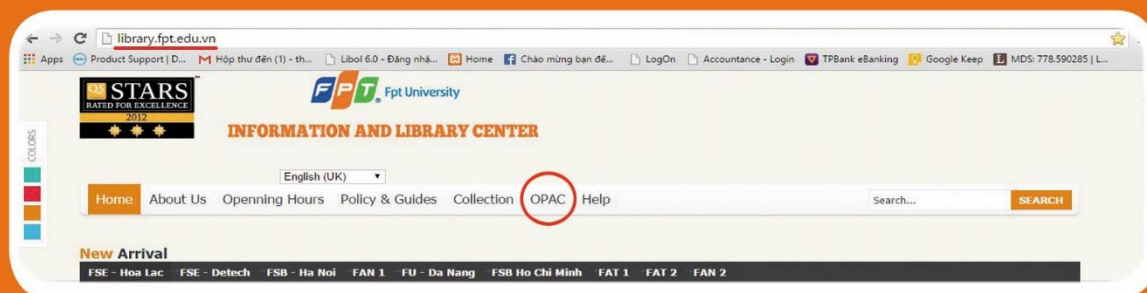 library.fpt.edu.vn
Apps Product Support | D... Hộp thư đến (1) - th... Libol 6.0 - Đăng nhậ... Home Chào mừng bạn đế... LogOn Accountance - Login TPBank eBanking Google Keep MDS: 778.590285 | L...
QS STARS™
RATED FOR EXCELLENCE
2012
FPT Fpt University
INFORMATION AND LIBRARY CENTER
COLORS
English (UK)
Home About Us Openning Hours Policy & Guides Collection OPAC Help Search... SEARCH
New Arrival
FSE - Hoa Lac FSE - Detech FSB - Ha Noi FAN 1 FU - Da Nang FSB Ho Chi Minh FAT 1 FAT 2 FAN 2